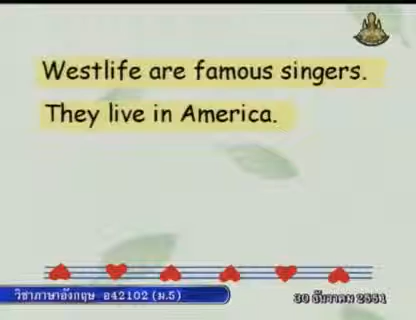 Westlife are famous singers.
They live in America.
วิชาภาษาอังกฤษ อ42102 (ม.5)
30 ธันวาคม 2551